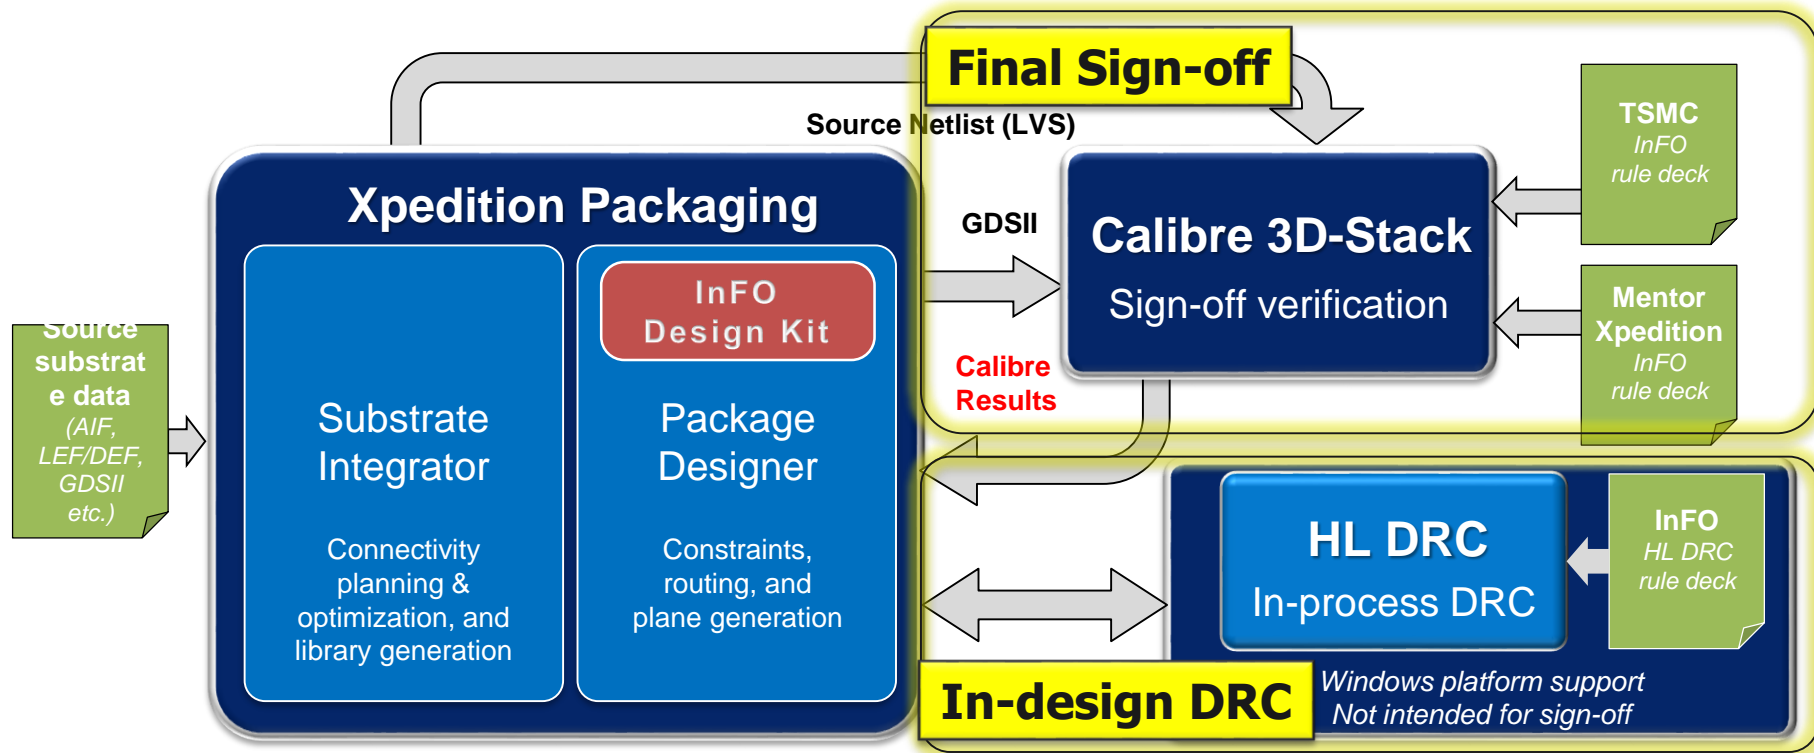 Final Sign-off
Source Netlist (LVS)
TSMC
InFO
rule deck
Xpedition Packaging
GDSII
Calibre 3D-Stack
Sign-off verification
InFO
Design Kit
Mentor
Xpedition
InFO
rule deck
Source
substrat
e data
(AIF,
LEF/DEF,
GDSII
etc.)
Calibre
Results
Substrate
Integrator
Connectivity
planning &
optimization, and
library generation
Package
Designer
Constraints,
routing, and
plane generation
HL DRC
In-process DRC
InFO
HL DRC
rule deck
In-design DRC
Windows platform support
Not intended for sign-off